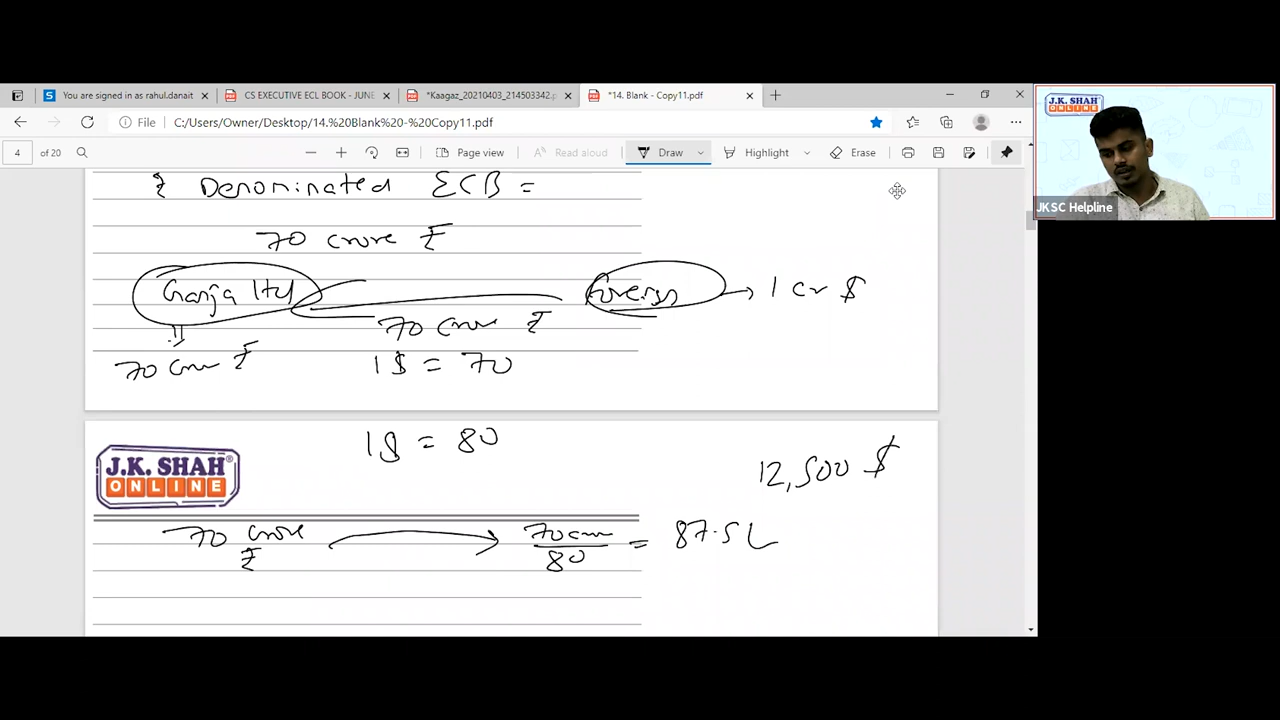 You are signed in as rahul.danait
CS EXECUTIVE ECL BOOK - JUNE
*Kaagaz_20210403_214503342.p
*14. Blank - Copy11.pdf
File C:/Users/Owner/Desktop/14.%20Blank%20-%20Copy11.pdf
4 of 20 Page view Read aloud Draw Highlight Erase
J.K. SHAH
JKSC Helpline
₹ Denominated ECB =
70 crore ₹
Ganja ltd Foreign → 1 cr $
70 crore ₹
70 crore ₹ 1$ = 70
1$ = 80
J.K. SHAH
ONLINE
12,500 $
70 crore → 70 crore = 87.5 L
₹ 80